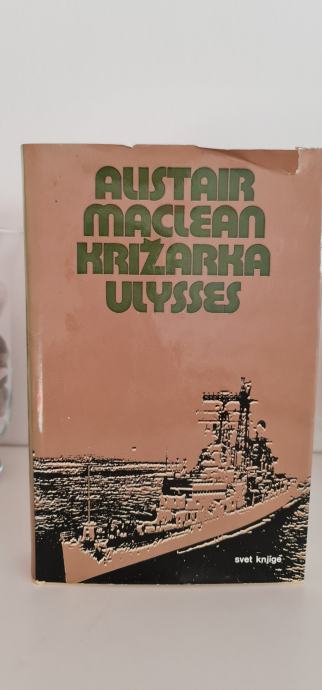 ALISTAIR
MACLEAN
KRIŽARKA
ULYSSES
svet knjige